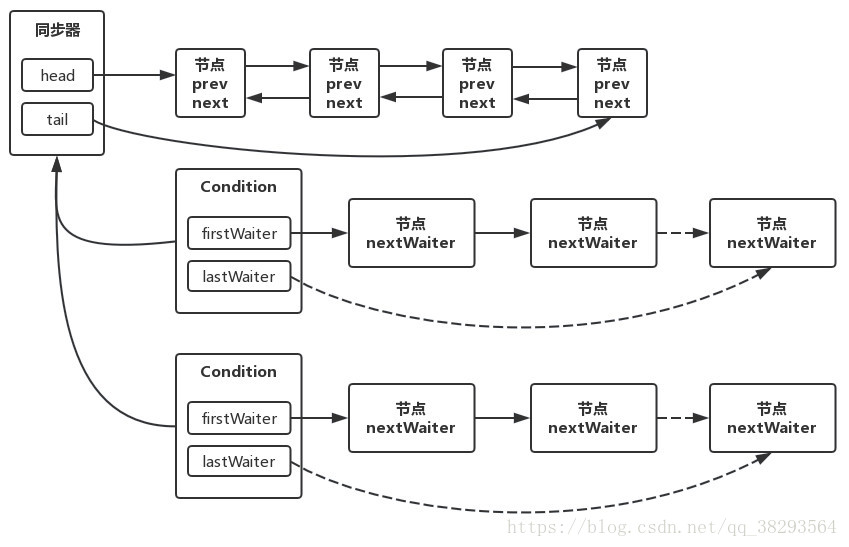 同步器
head
tail
节点
prev
next
节点
prev
next
节点
prev
next
节点
prev
next
Condition
firstWaiter
lastWaiter
节点
nextWaiter
节点
nextWaiter
节点
nextWaiter
Condition
firstWaiter
lastWaiter
节点
nextWaiter
节点
nextWaiter
节点
nextWaiter
https://blog.csdn.net/qq_38293564